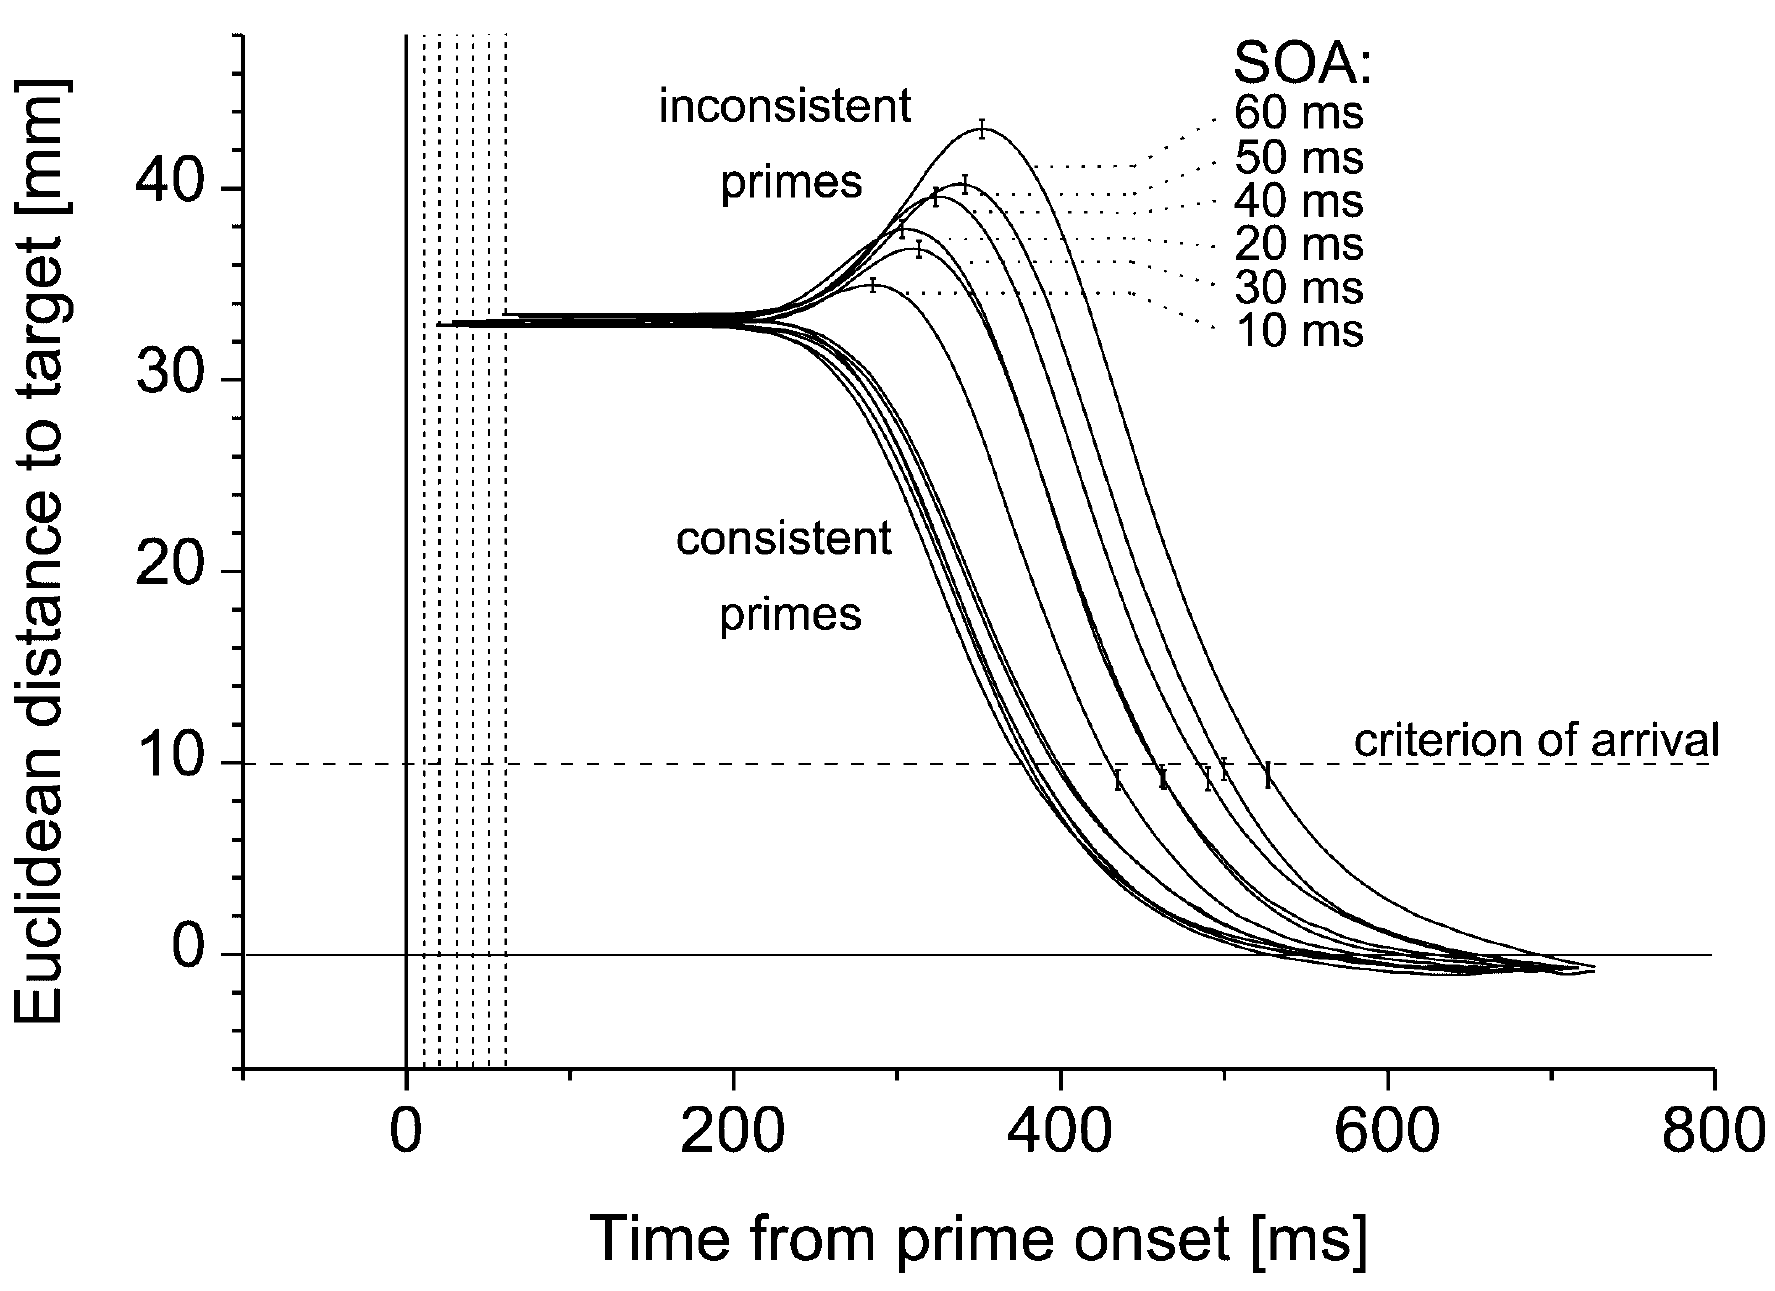 SOA:
60 ms
50 ms
40 ms
20 ms
30 ms
10 ms
inconsistent
primes
consistent
primes
criterion of arrival
Euclidean distance to target [mm]
40
30
20
10
0
0 200 400 600 800
Time from prime onset [ms]